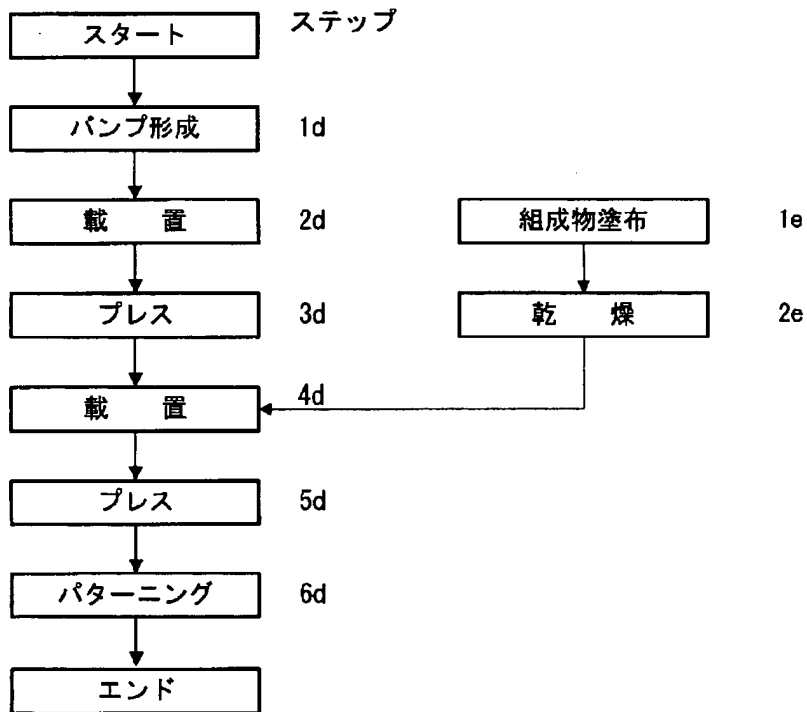 スタート ステップ
バンプ形成 1d
載 置 2d 組成物塗布 1e
プレス 3d 乾 燥 2e
載 置 4d
プレス 5d
パターニング 6d
エンド